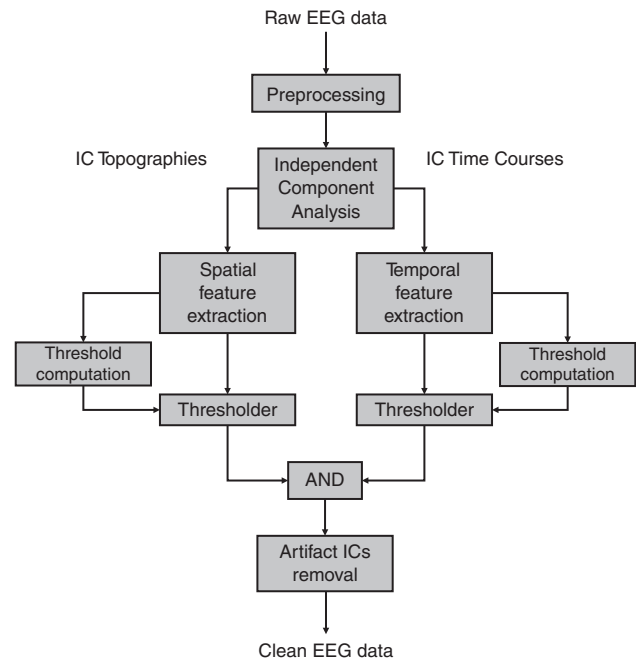 Raw EEG data
Preprocessing
IC Topographies
IC Time Courses
Independent
Component
Analysis
Spatial
feature
extraction
Temporal
feature
extraction
Threshold
computation
Threshold
computation
Thresholder
Thresholder
AND
Artifact ICs
removal
Clean EEG data